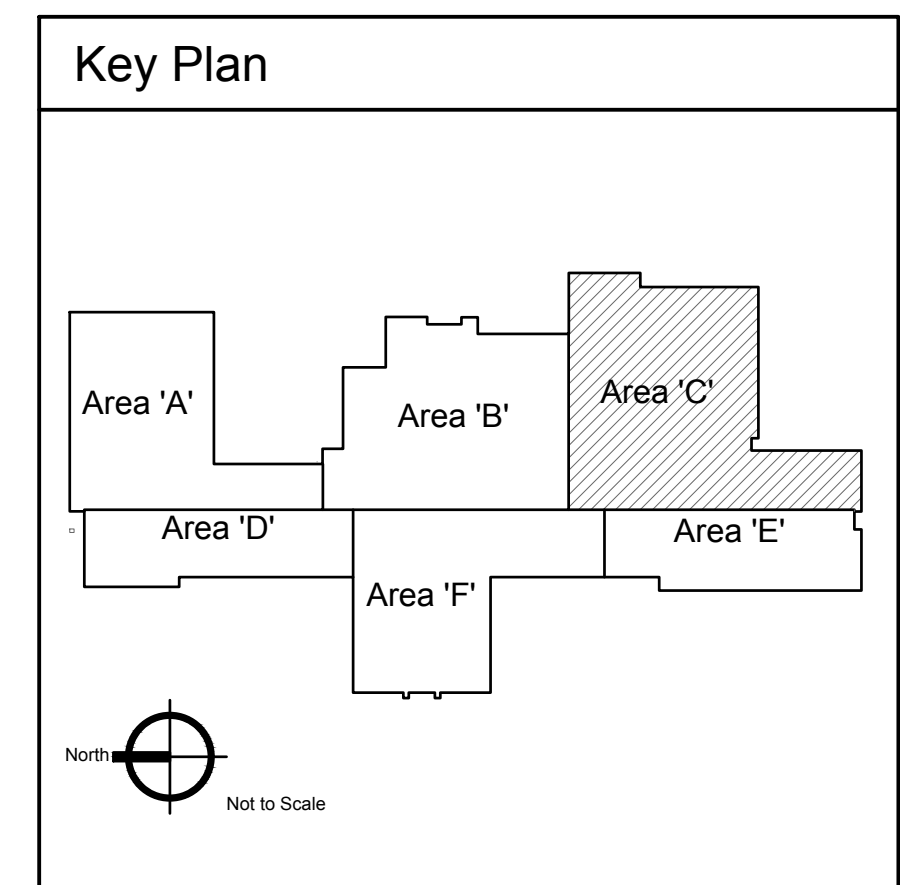 Key Plan
Area 'A'
Area 'B'
Area 'C'
Area 'D'
Area 'E'
Area 'F'
North
Not to Scale